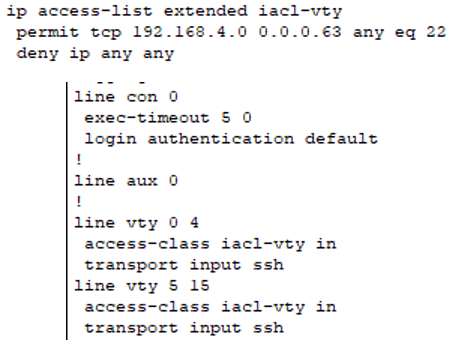 ip access-list extended iacl-vty
permit tcp 192.168.4.0 0.0.0.63 any eq 22
deny ip any any
line con 0
exec-timeout 5 0
login authentication default
!
line aux 0
!
line vty 0 4
access-class iacl-vty in
transport input ssh
line vty 5 15
access-class iacl-vty in
transport input ssh